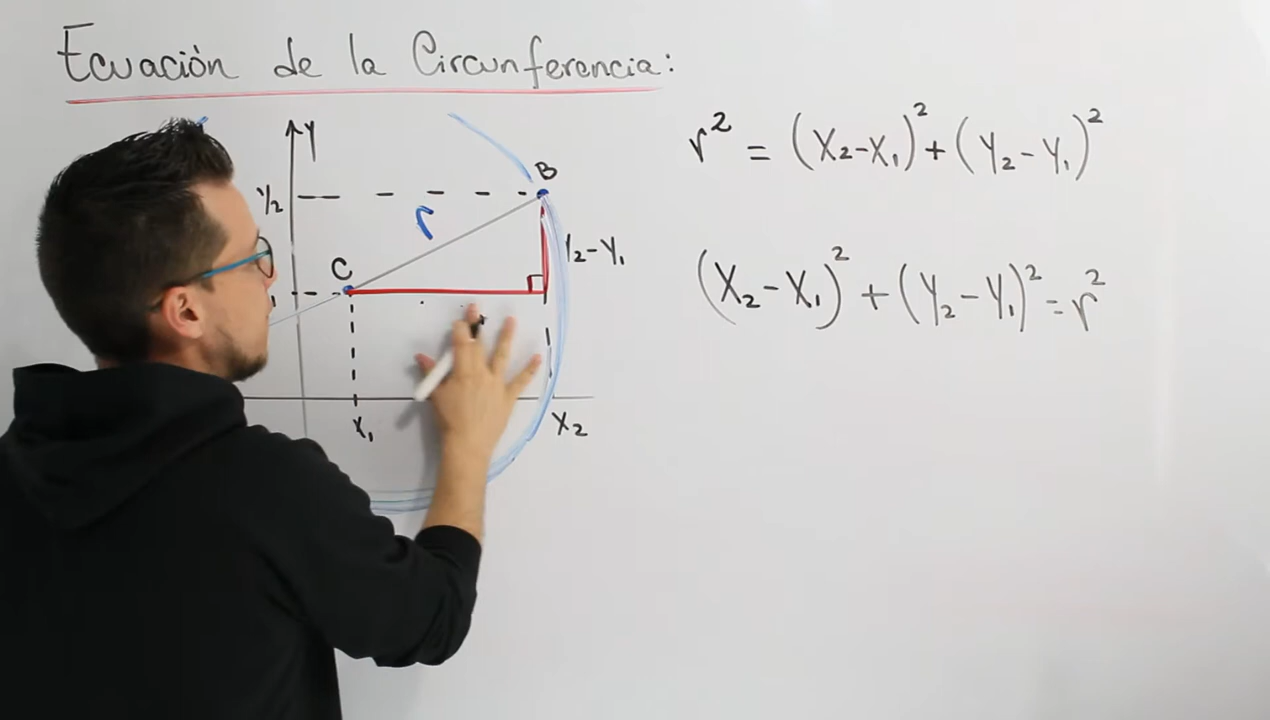 Ecuación de la Circunferencia:
Y
B
Y2
r
Y2-Y1
C
1
X1
X2
r² = (X2-X1)² + (Y2-Y1)²
(X2-X1)² + (Y2-Y1)² = r²